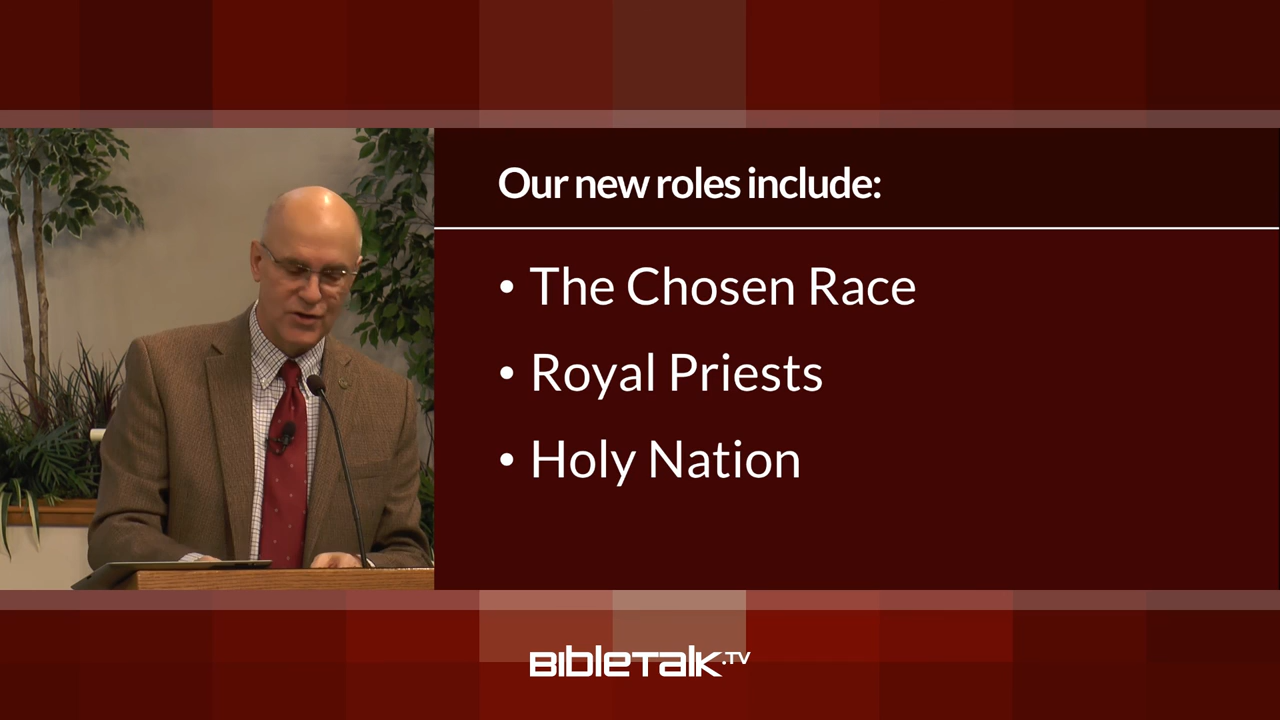 Our new roles include:
• The Chosen Race
• Royal Priests
• Holy Nation
BIBLETALK.TV